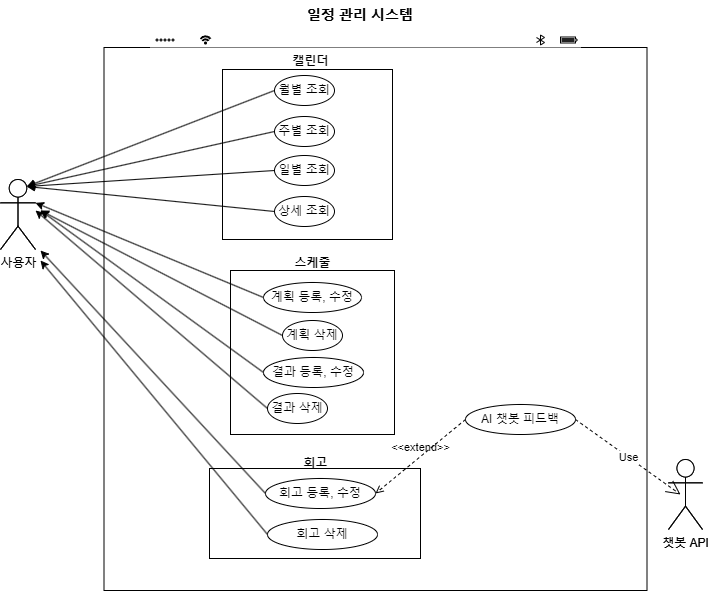 일정 관리 시스템
캘린더
월별 조회
주별 조회
일별 조회
상세 조회
사용자
스케줄
계획 등록, 수정
계획 삭제
결과 등록, 수정
결과 삭제
AI 챗봇 피드백
<<extend>>
Use
회고
회고 등록, 수정
회고 삭제
챗봇 API